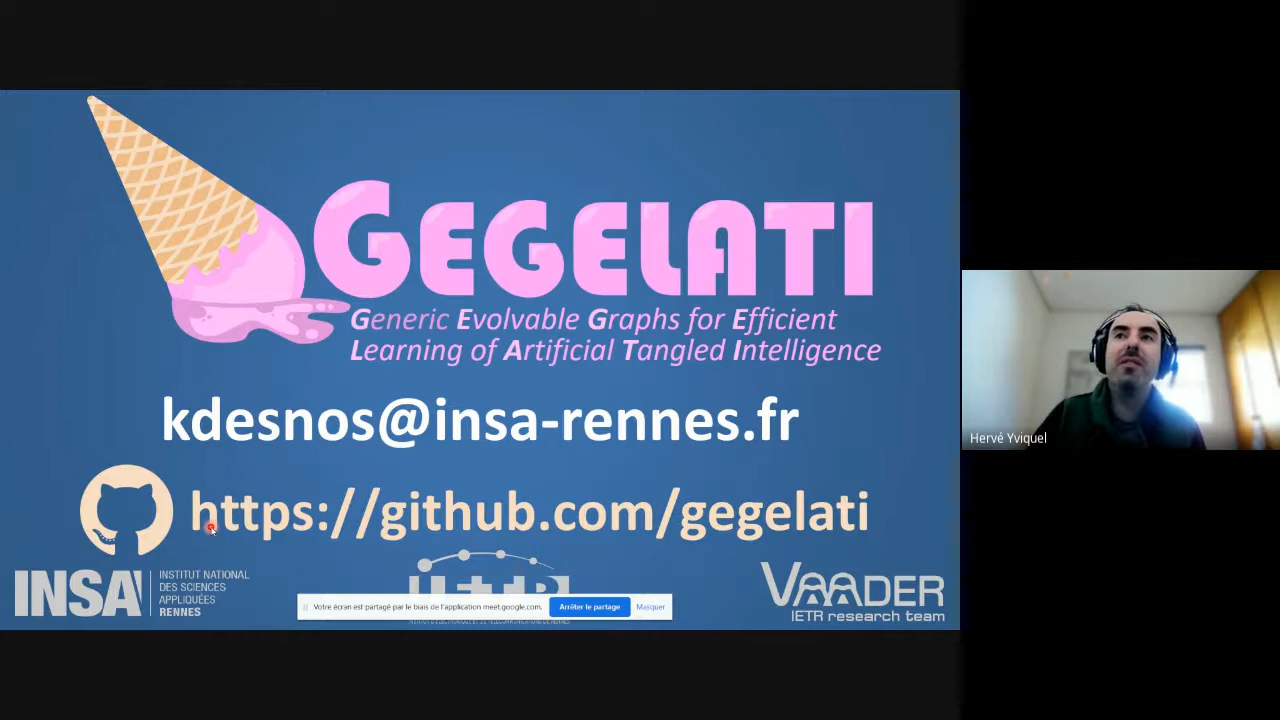 GEGELATI
Generic Evolvable Graphs for Efficient
Learning of Artificial Tangled Intelligence
kdesnos@insa-rennes.fr
https://github.com/gegelati
INSA
INSTITUT NATIONAL
DES SCIENCES
APPLIQUÉES
RENNES
Votre écran est partagé par le biais de l'application meet.google.com.
Arrêter le partage
Masquer
VAADER
IETR research team
Hervé Yviquel